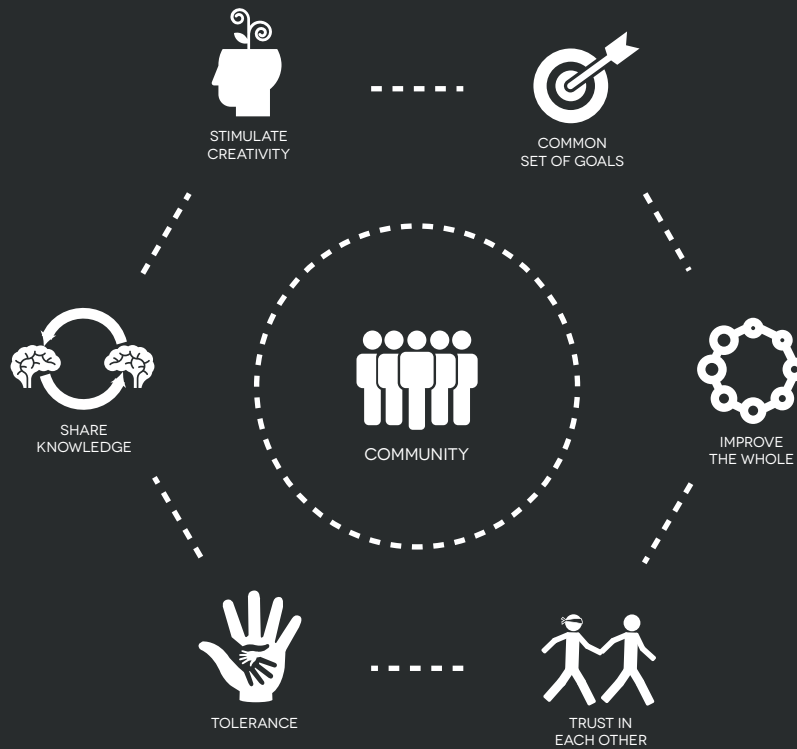 STIMULATE
CREATIVITY
COMMON
SET OF GOALS
SHARE
KNOWLEDGE
COMMUNITY
IMPROVE
THE WHOLE
TOLERANCE
TRUST IN
EACH OTHER